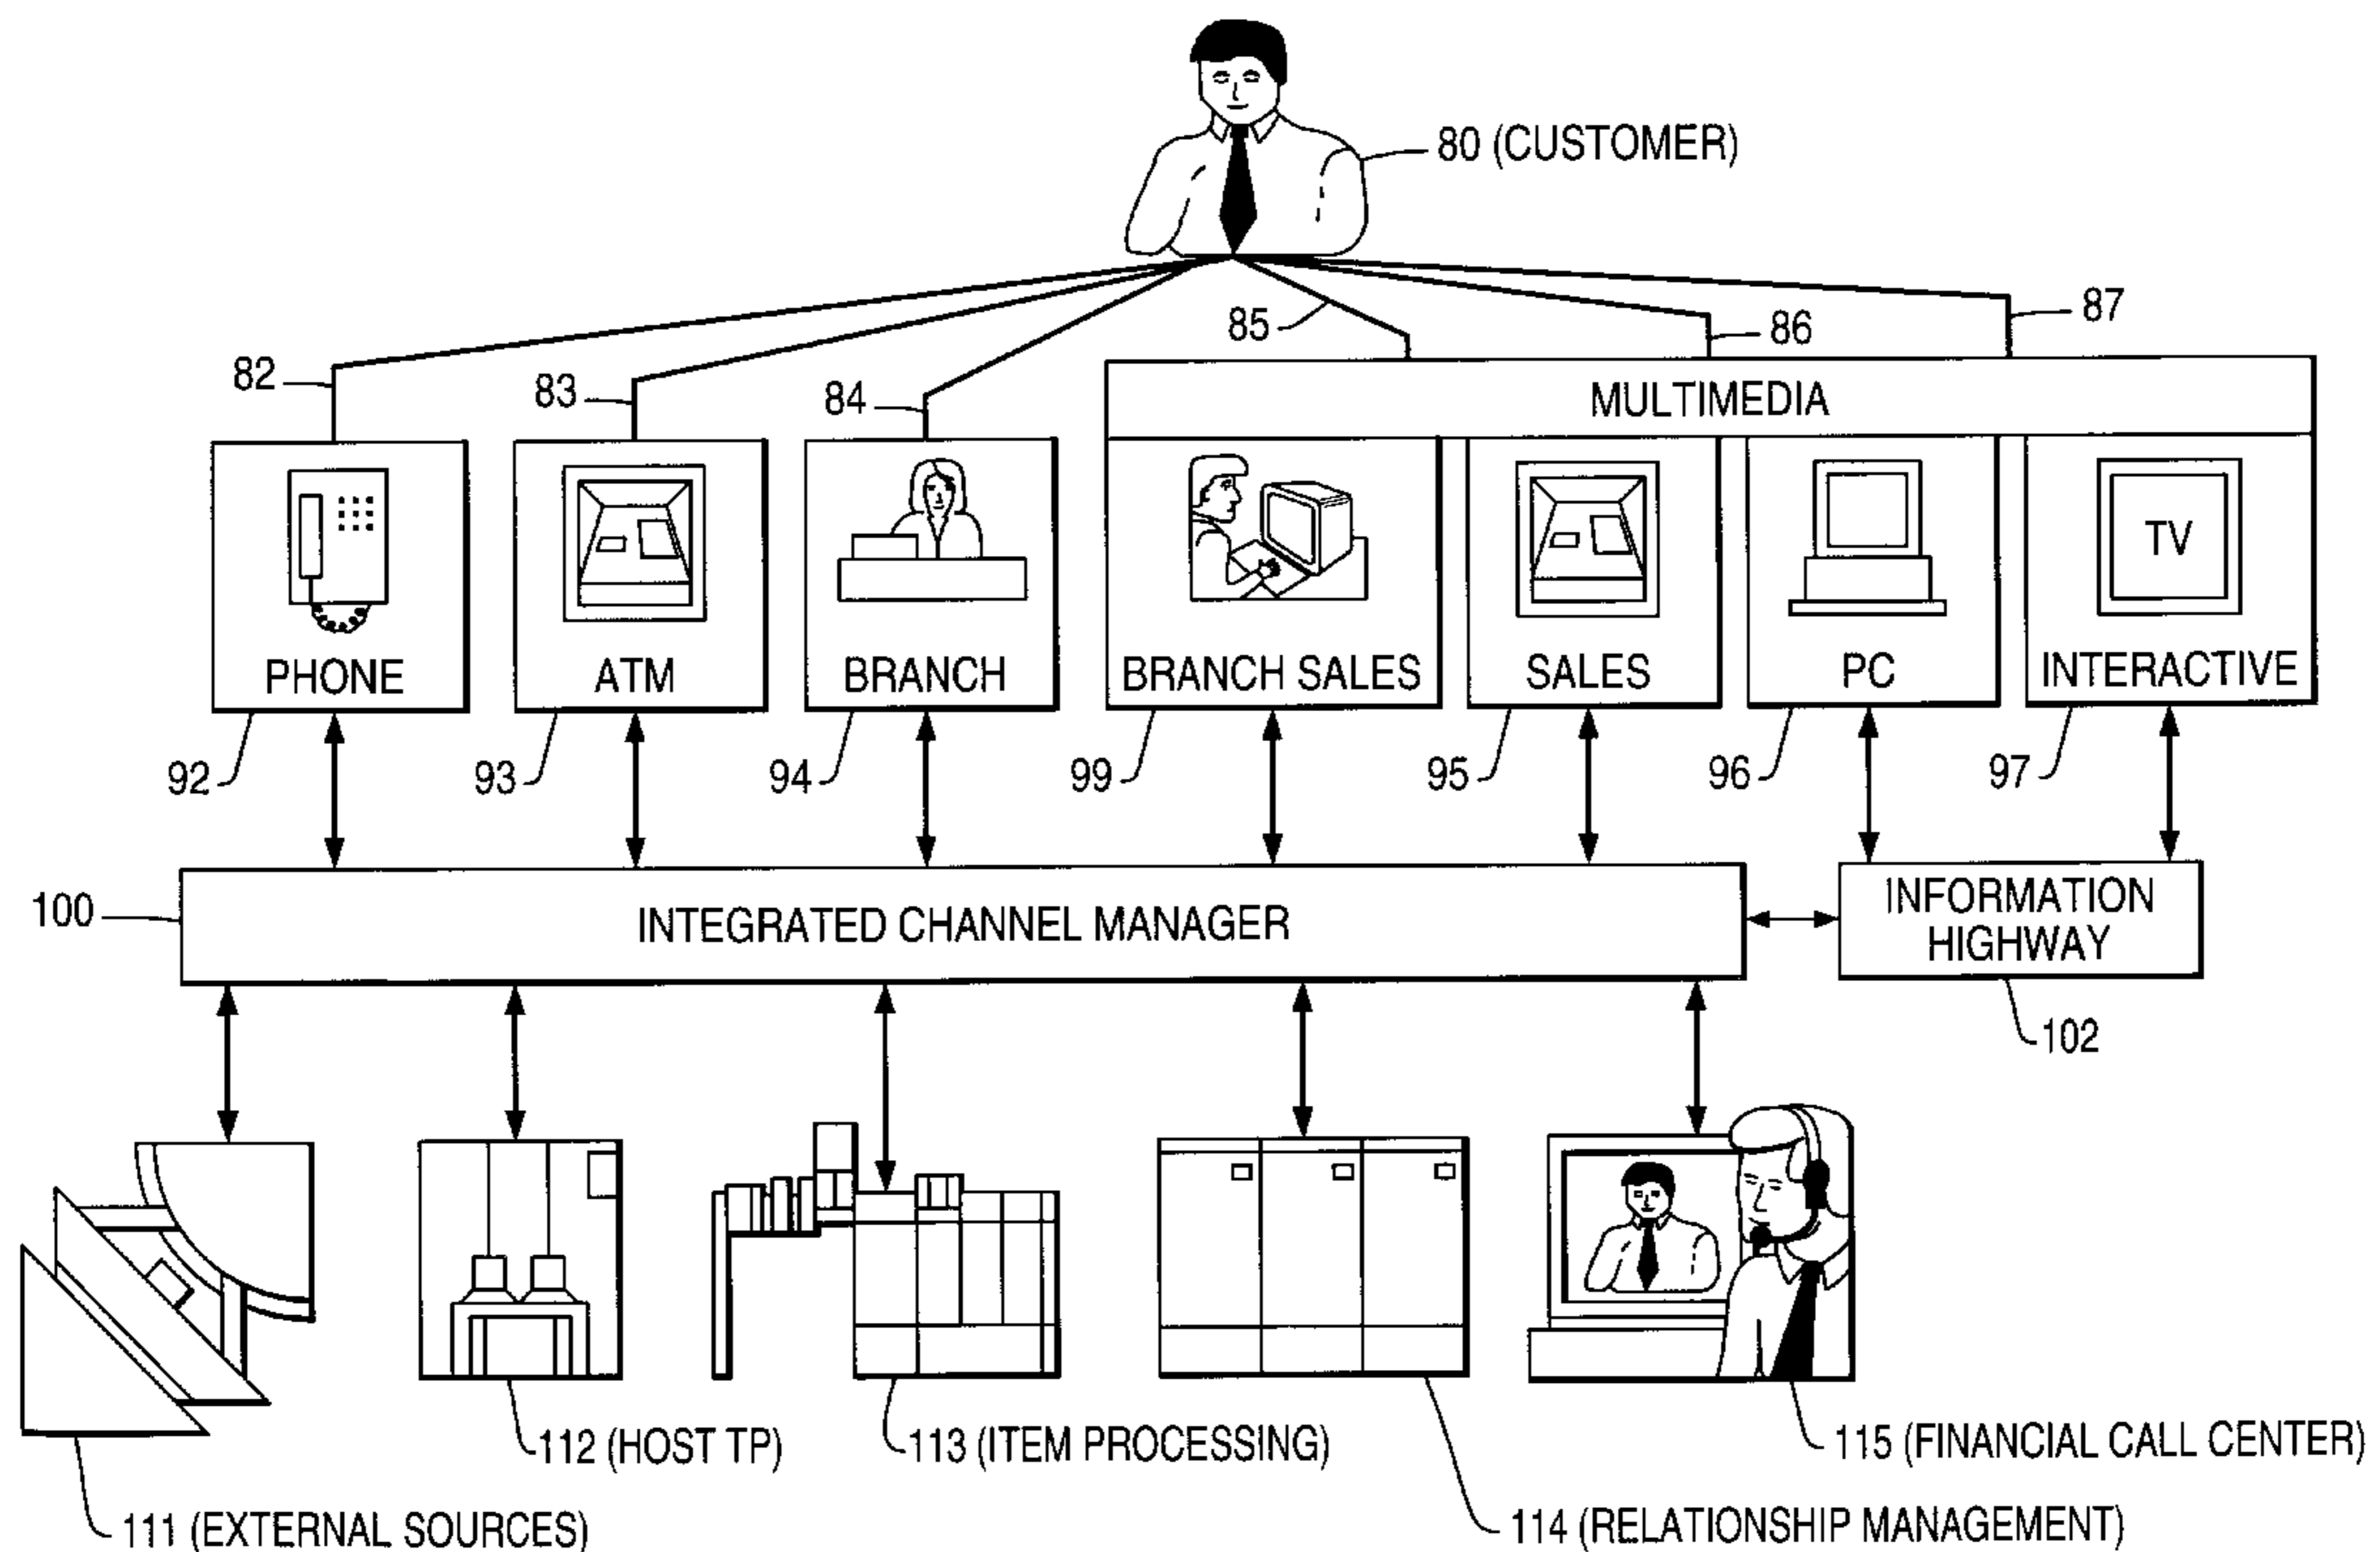 80 (CUSTOMER)
85
86
87
82
83
84
MULTIMEDIA
TV
PHONE
ATM
BRANCH
BRANCH SALES
SALES
PC
INTERACTIVE
92
93
94
99
95
96
97
100
INTEGRATED CHANNEL MANAGER
INFORMATION
HIGHWAY
102
112 (HOST TP)
113 (ITEM PROCESSING)
115 (FINANCIAL CALL CENTER)
111 (EXTERNAL SOURCES)
114 (RELATIONSHIP MANAGEMENT)